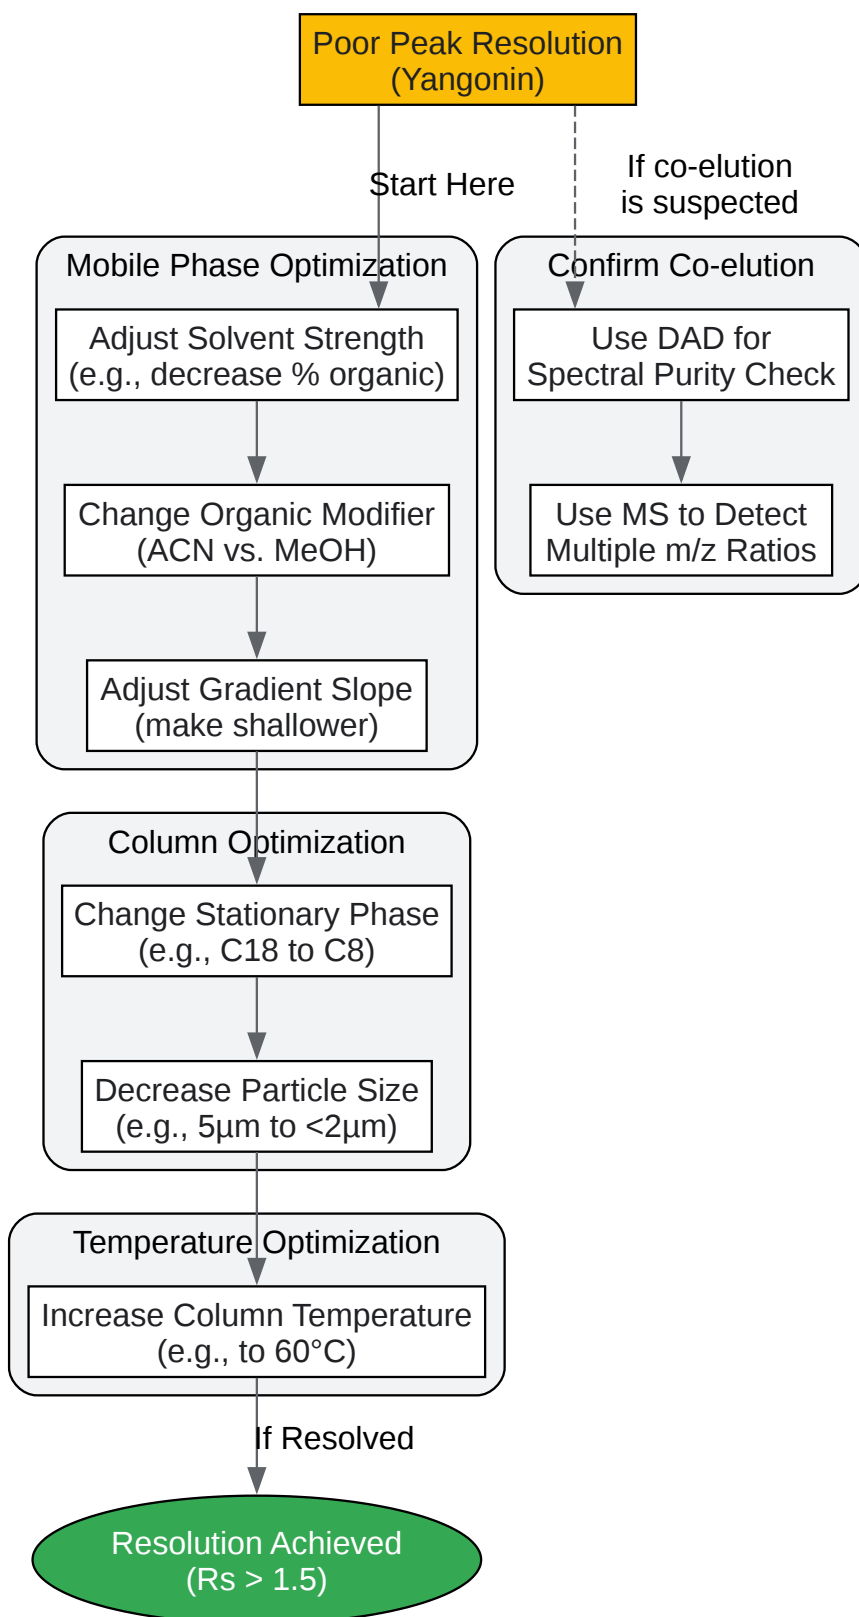 Poor Peak Resolution
(Yangonin)
Start Here
If co-elution
is suspected
Mobile Phase Optimization
Adjust Solvent Strength
(e.g., decrease % organic)
Change Organic Modifier
(ACN vs. MeOH)
Adjust Gradient Slope
(make shallower)
Confirm Co-elution
Use DAD for
Spectral Purity Check
Use MS to Detect
Multiple m/z Ratios
Column Optimization
Change Stationary Phase
(e.g., C18 to C8)
Decrease Particle Size
(e.g., 5µm to <2µm)
Temperature Optimization
Increase Column Temperature
(e.g., to 60°C)
If Resolved
Resolution Achieved
(Rs > 1.5)